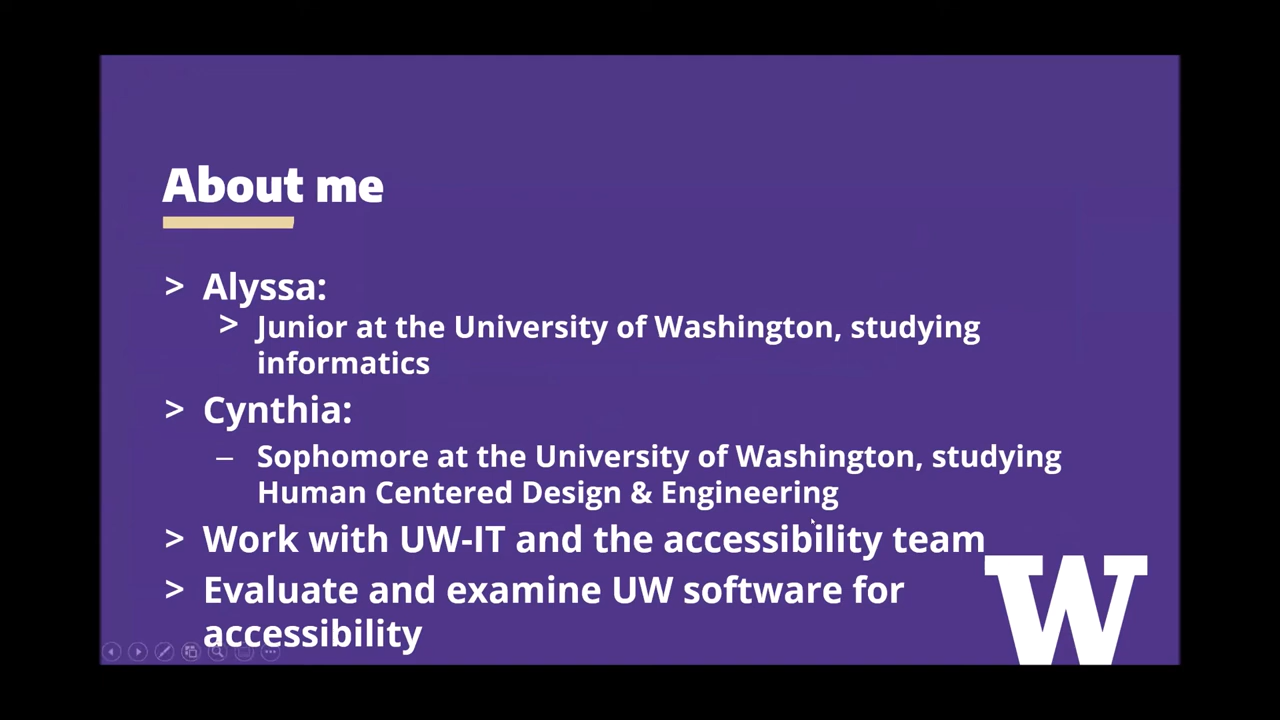 About me
> Alyssa:
> Junior at the University of Washington, studying
informatics
> Cynthia:
– Sophomore at the University of Washington, studying
Human Centered Design & Engineering
> Work with UW-IT and the accessibility team
> Evaluate and examine UW software for
accessibility
W